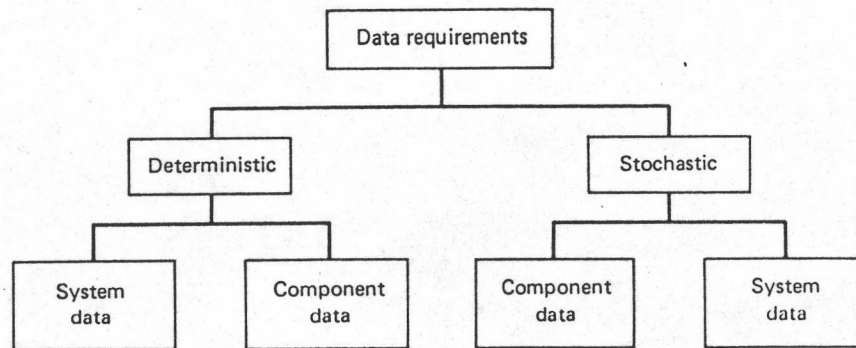 Data requirements
Deterministic
Stochastic
System
data
Component
data
Component
data
System
data